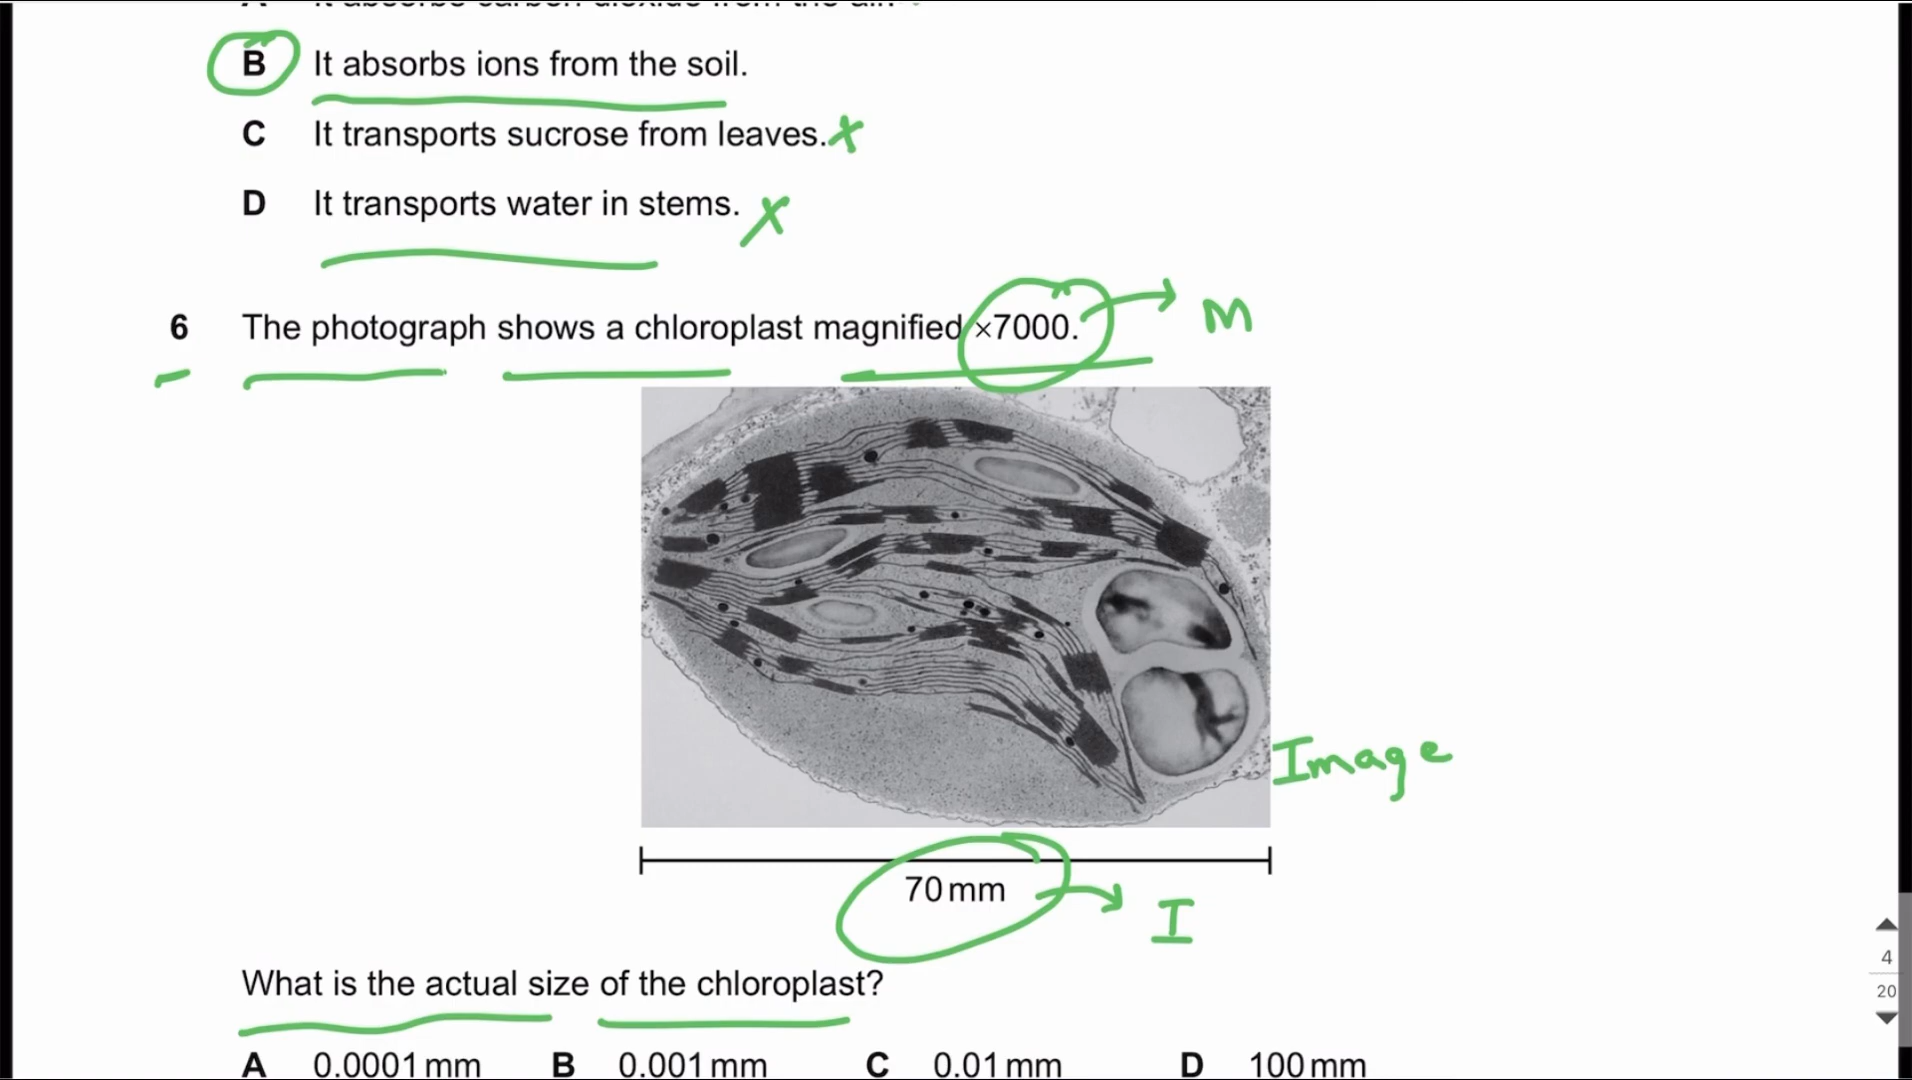 B It absorbs ions from the soil.
C It transports sucrose from leaves. x
D It transports water in stems. x
6 The photograph shows a chloroplast magnified ×7000. → M
Image
70 mm → I
What is the actual size of the chloroplast?
A 0.0001 mm B 0.001 mm C 0.01 mm D 100 mm
4
20